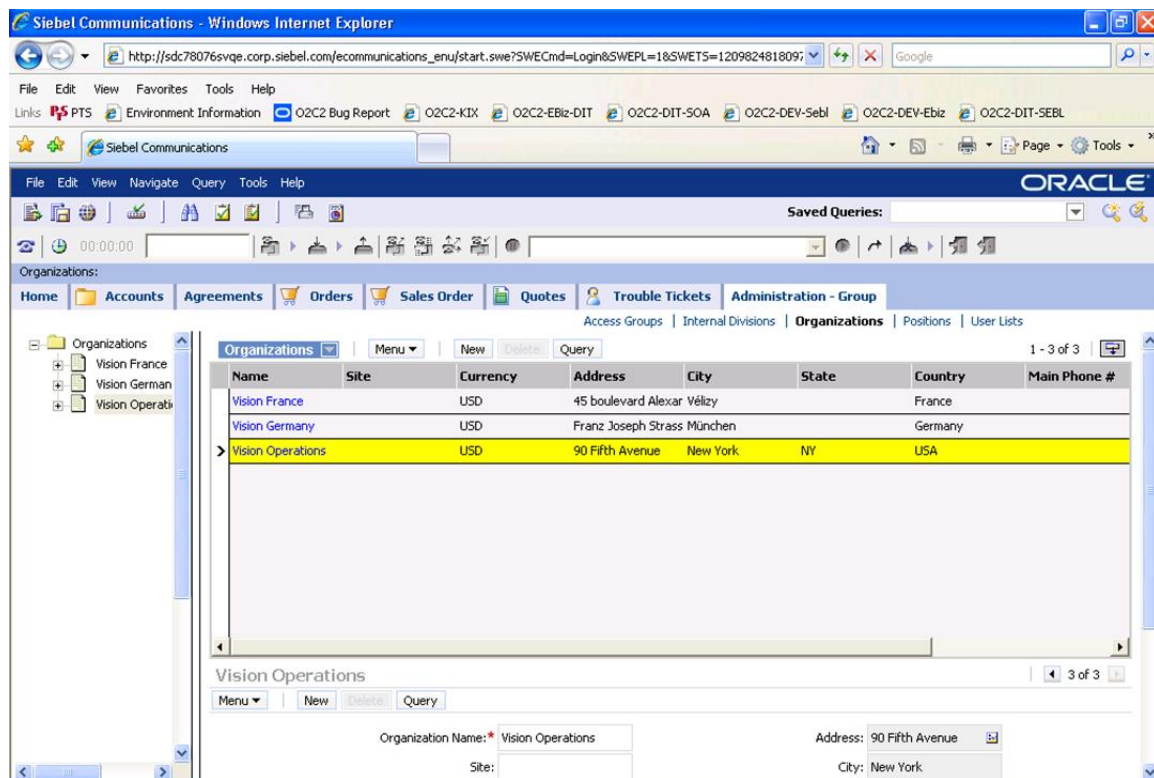 Siebel Communications - Windows Internet Explorer
http://sdc78076svqe.corp.siebel.com/ecommunications_enu/start.swe?SWECmd=Login&SWEPL=1&SWETS=1209824818097
Google
File Edit View Favorites Tools Help
Links PTS Environment Information O2C2 Bug Report O2C2-KIX O2C2-EBiz-DIT O2C2-DIT-SOA O2C2-DEV-Sebl O2C2-DEV-Ebiz O2C2-DIT-SEBL
Siebel Communications Page Tools
File Edit View Navigate Query Tools Help ORACLE
Saved Queries:
00:00:00
Organizations:
Home Accounts Agreements Orders Sales Order Quotes Trouble Tickets Administration - Group
Access Groups | Internal Divisions | Organizations | Positions | User Lists
Organizations
Vision France
Vision German
Vision Operati
Organizations Menu New Delete Query 1 - 3 of 3
Name Site Currency Address City State Country Main Phone #
Vision France USD 45 boulevard Alexar Vélizy France
Vision Germany USD Franz Joseph Strass München Germany
Vision Operations USD 90 Fifth Avenue New York NY USA
Vision Operations 3 of 3
Menu New Delete Query
Organization Name:* Vision Operations Address: 90 Fifth Avenue
Site: City: New York